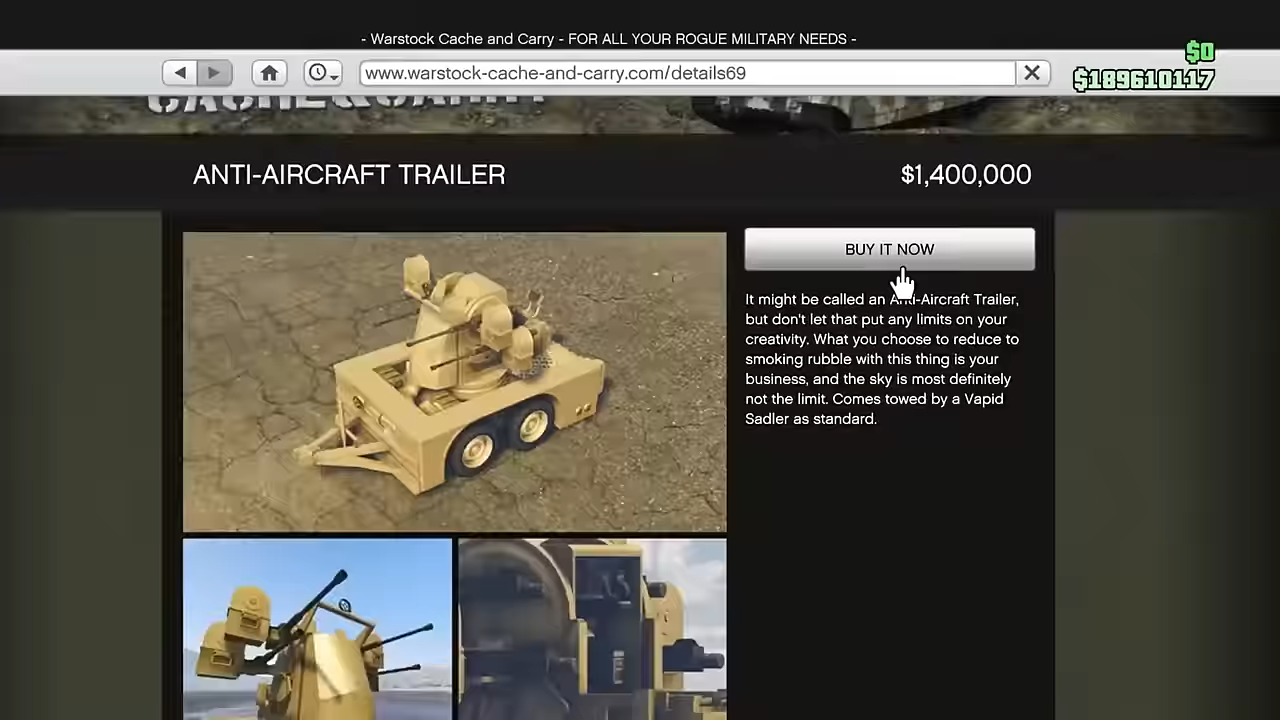 - Warstock Cache and Carry - FOR ALL YOUR ROGUE MILITARY NEEDS -
$0
www.warstock-cache-and-carry.com/details69
$189610117
CACHE & CARRY
ANTI-AIRCRAFT TRAILER
$1,400,000
BUY IT NOW
It might be called an Anti-Aircraft Trailer,
but don't let that put any limits on your
creativity. What you choose to reduce to
smoking rubble with this thing is your
business, and the sky is most definitely
not the limit. Comes towed by a Vapid
Sadler as standard.